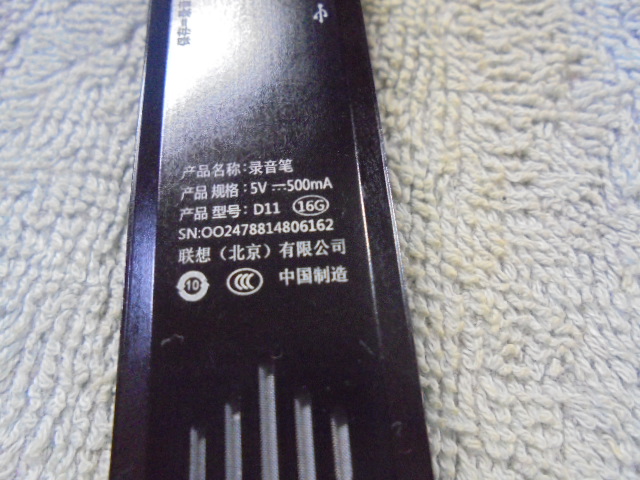 产品名称: 录音笔
产品 规格: 5V ⎓500mA
产品 型号: D11 16G
SN:OO2478814806162
联想（北京）有限公司
10 CCC 中国制造